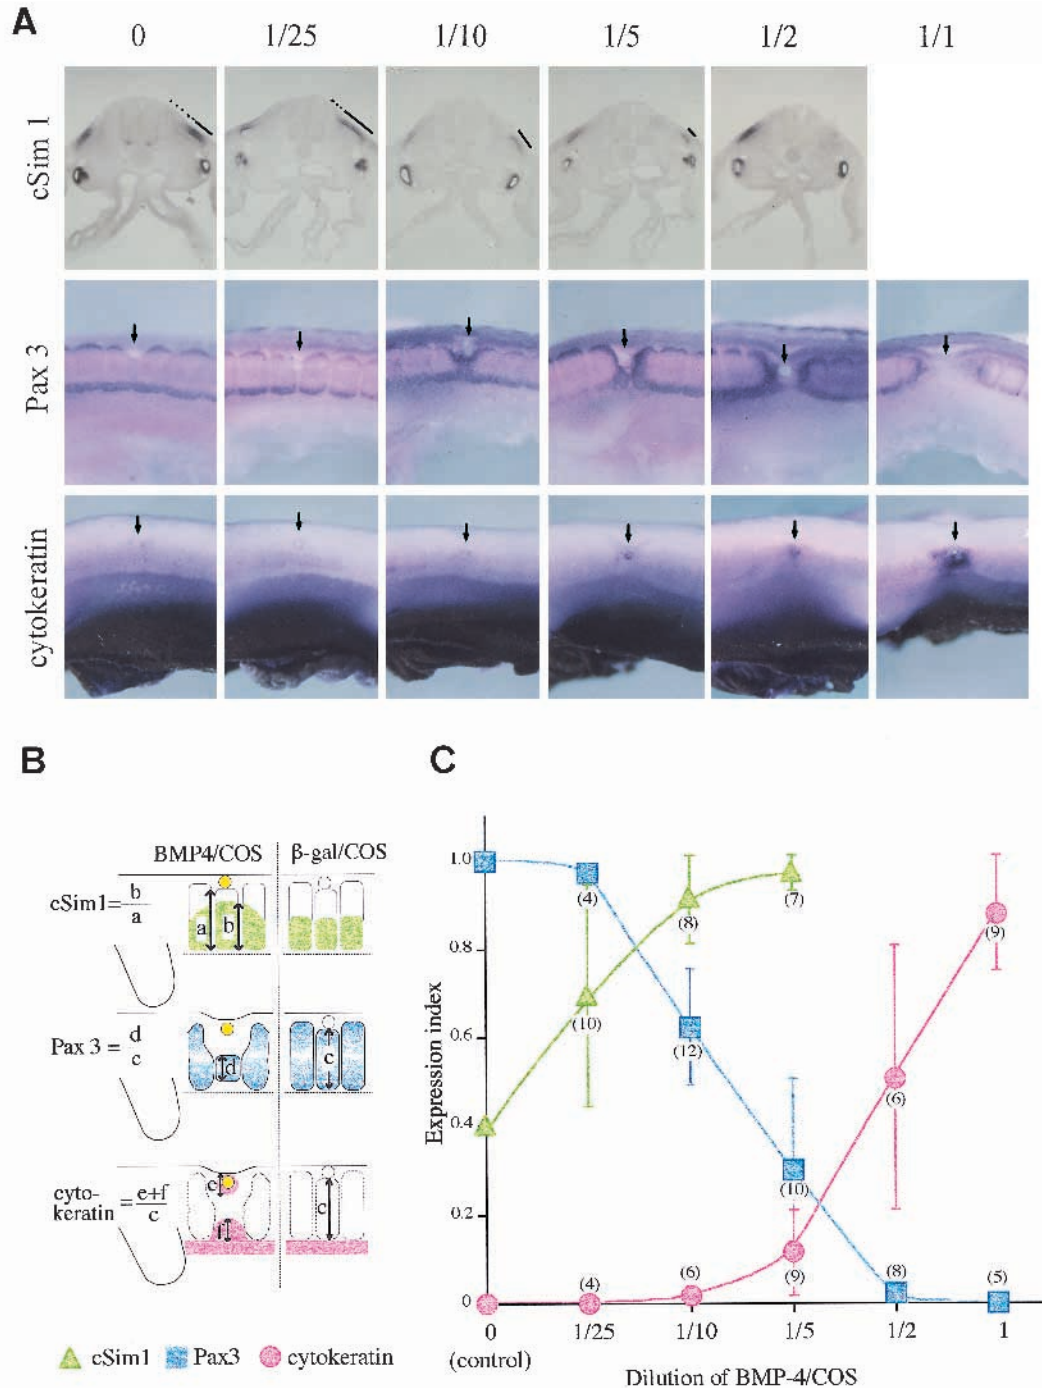 A
0 1/25 1/10 1/5 1/2 1/1
cSim 1
Pax 3
cytokeratin
B
BMP4/COS β-gal/COS
cSim1= b
a
a b
Pax 3 = d
c
d c
cyto-
keratin = e+f
c
e
f
c
C
Expression index
1.0
0.8
0.6
0.4
0.2
0
(4)
(10)
(8)
(7)
(12)
(10)
(8)
(5)
(4)
(6)
(9)
(6)
(9)
0 1/25 1/10 1/5 1/2 1
(control)
Dilution of BMP-4/COS
cSim1 Pax3 cytokeratin